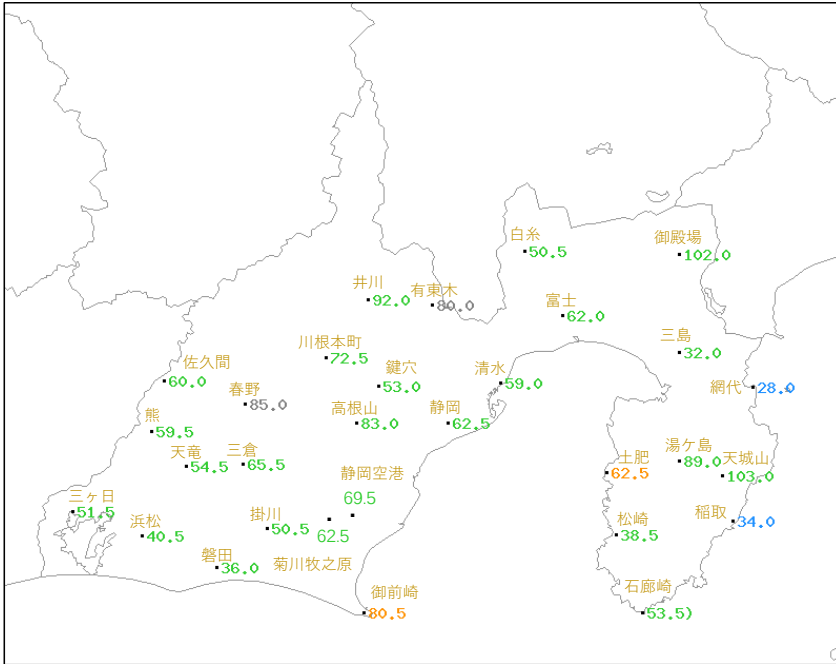 白糸
50.5
御殿場
102.0
井川
92.0
有東木
80.0
富士
62.0
川根本町
72.5
三島
32.0
佐久間
60.0
鍵穴
53.0
清水
59.0
網代
28.0
春野
85.0
熊
59.5
高根山
83.0
静岡
62.5
天竜
54.5
三倉
65.5
土肥
62.5
湯ケ島
89.0
天城山
103.0
静岡空港
69.5
三ヶ日
51.5
浜松
40.5
掛川
50.5
62.5
菊川牧之原
松崎
38.5
稲取
34.0
磐田
36.0
御前崎
80.5
石廊崎
53.5)